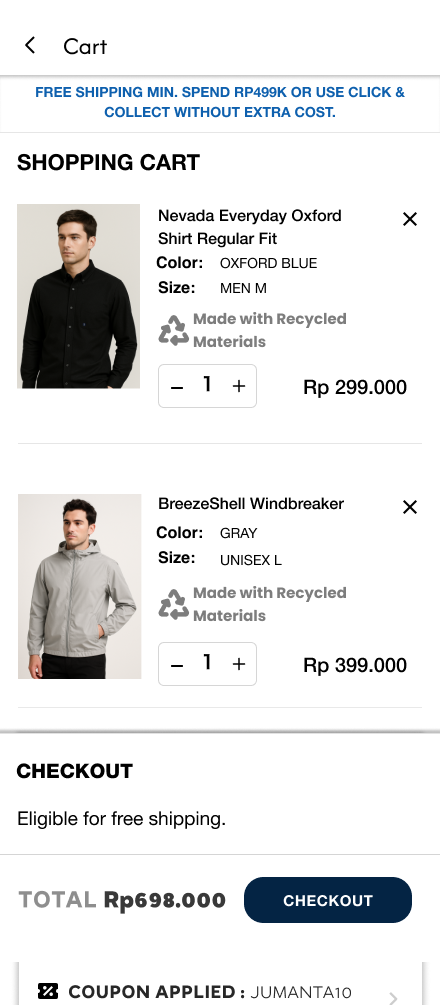 Cart
FREE SHIPPING MIN. SPEND RP499K OR USE CLICK &
COLLECT WITHOUT EXTRA COST.
SHOPPING CART
Nevada Everyday Oxford
Shirt Regular Fit
Color: OXFORD BLUE
Size: MEN M
Made with Recycled
Materials
– 1 +
Rp 299.000
BreezeShell Windbreaker
Color: GRAY
Size: UNISEX L
Made with Recycled
Materials
– 1 +
Rp 399.000
CHECKOUT
Eligible for free shipping.
TOTAL Rp698.000
CHECKOUT
COUPON APPLIED : JUMANTA10